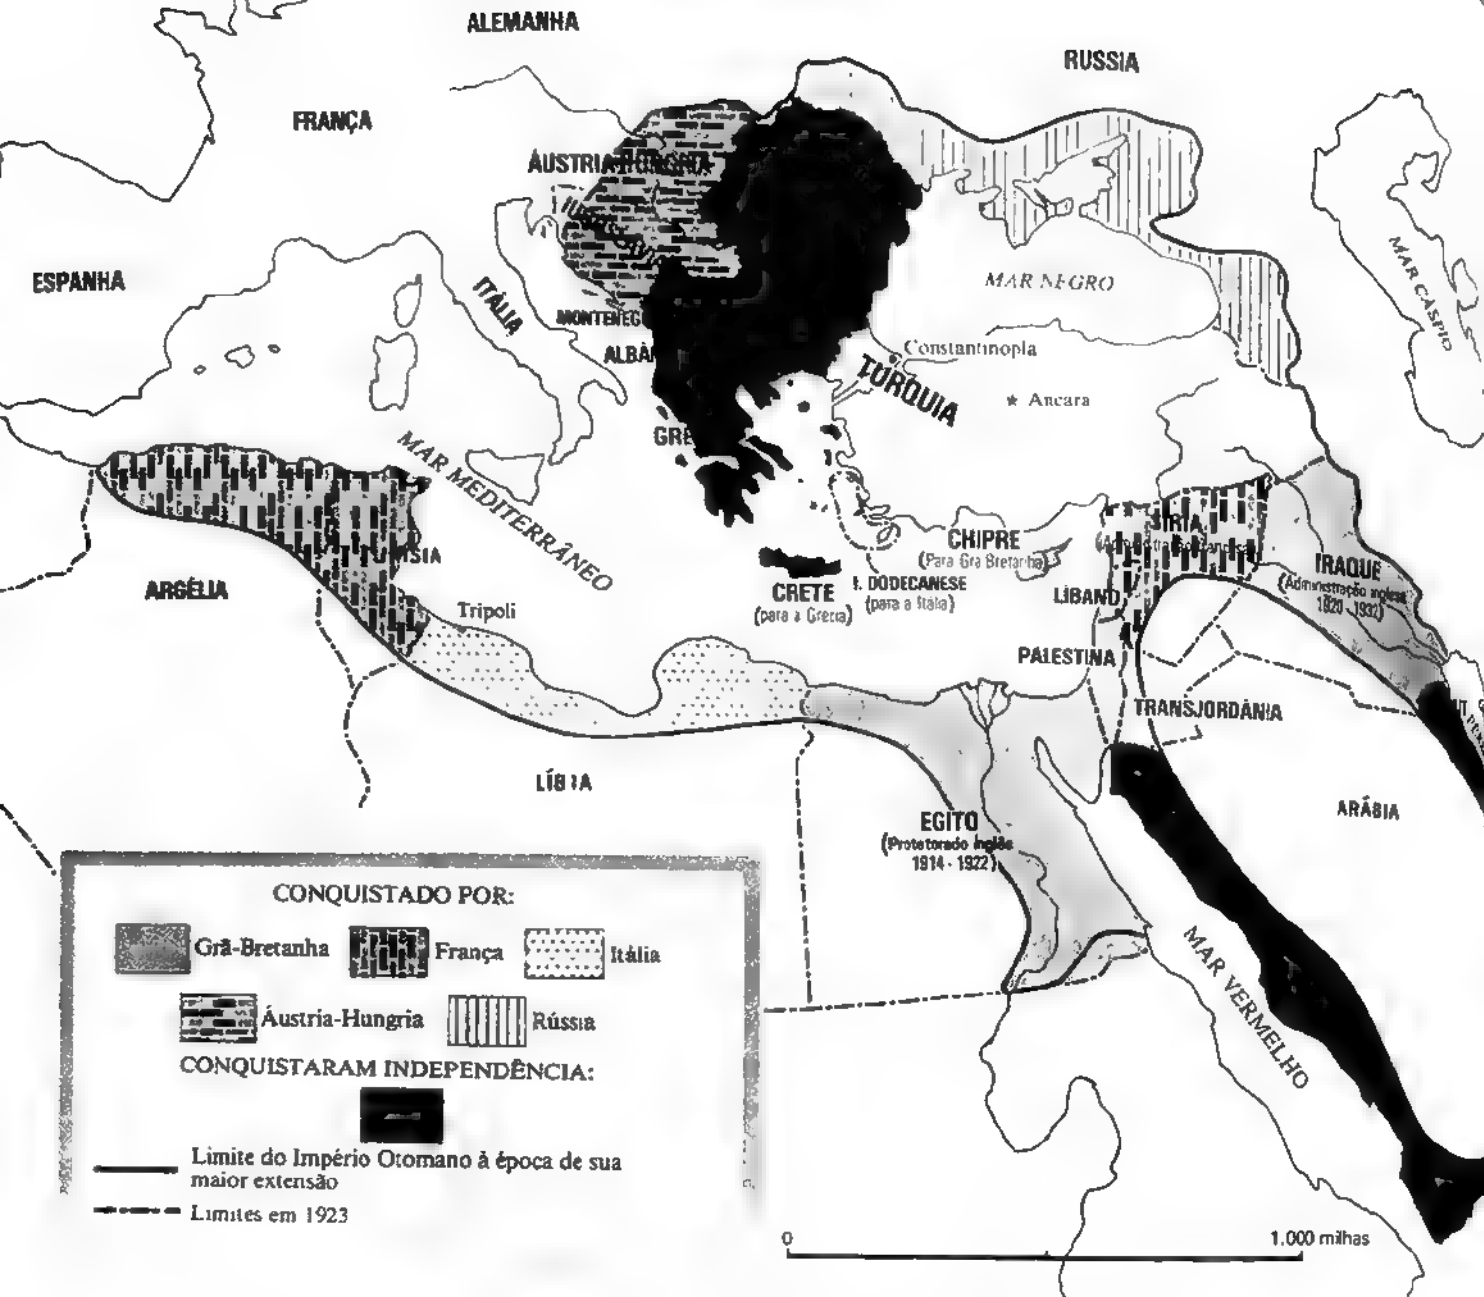 ALEMANHA
RUSSIA
FRANÇA
ÁUSTRIA-HUNGRIA
ESPANHA
ITÁLIA
MAR NEGRO
MAR CÁSPIO
MONTENEG
ALBÂN
Constantinopla
TURQUIA
★ Ancara
GRE
MAR MEDITERRÂNEO
SÍRIA
CHIPRE
(Para Grã Bretanha)
ISIA
IRAQUE
(Administração inglesa
1920 - 1932)
ARGÉLIA
CRETE
(para a Grécia)
I. DODECANESE
(para a Itália)
LÍBANO
Tripoli
PALESTINA
TRANSJORDÂNIA
LÍBIA
ARÁBIA
EGITO
(Protetorado Inglês
1914 - 1922)
MAR VERMELHO
CONQUISTADO POR:
Grã-Bretanha
França
Itália
Áustria-Hungria
Rússia
CONQUISTARAM INDEPENDÊNCIA:
Limite do Império Otomano à época de sua
maior extensão
Limites em 1923
0
1.000 milhas